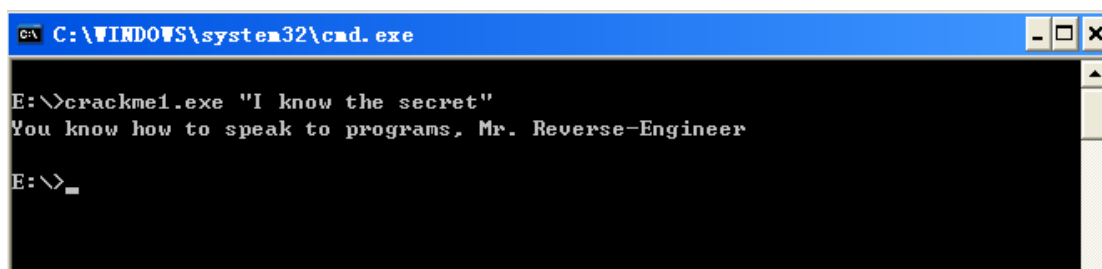 C:\WINDOWS\system32\cmd.exe
E:\>crackme1.exe "I know the secret"
You know how to speak to programs, Mr. Reverse-Engineer
E:\>_